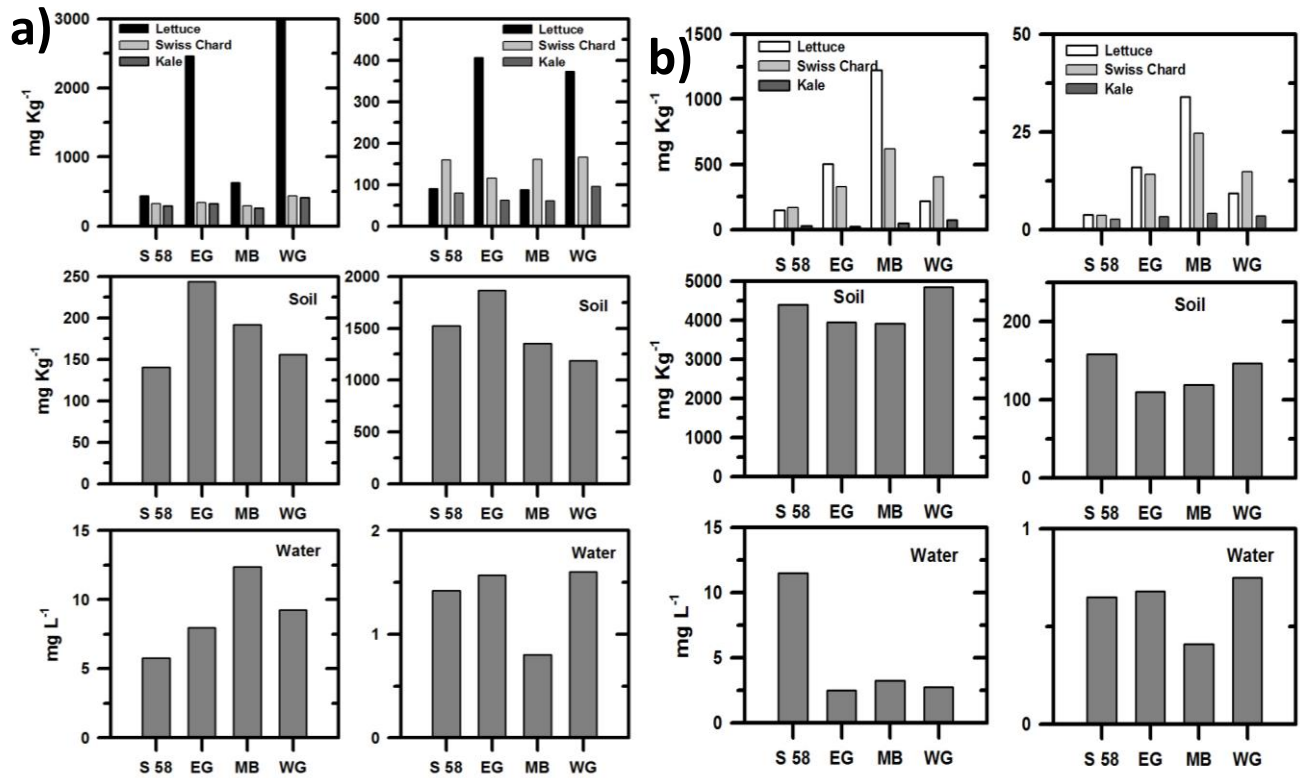 a)
3000
2000
1000
0
mg Kg-1
Lettuce
Swiss Chard
Kale
S 58 EG MB WG
500
400
300
200
100
0
Lettuce
Swiss Chard
Kale
S 58 EG MB WG
b)
1500
1000
500
0
mg Kg-1
Lettuce
Swiss Chard
Kale
S 58 EG MB WG
50
25
0
Lettuce
Swiss Chard
Kale
S 58 EG MB WG
250
200
150
100
50
0
mg Kg-1
Soil
S 58 EG MB WG
2000
1500
1000
500
0
Soil
S 58 EG MB WG
5000
4000
3000
2000
1000
0
mg Kg-1
Soil
S 58 EG MB WG
200
100
0
Soil
S 58 EG MB WG
15
10
5
0
mg L-1
Water
S 58 EG MB WG
2
1
0
Water
S 58 EG MB WG
15
10
5
0
mg L-1
Water
S 58 EG MB WG
1
0
Water
S 58 EG MB WG